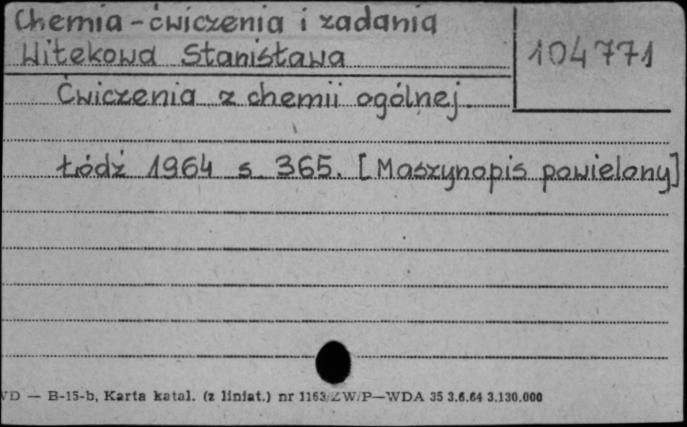 Chemia - ćwiczenia i zadania
Witekowa Stanisława
104771
Ćwiczenia z chemii ogólnej.
Łódź 1964 s 365. [Maszynopis powielany]
WD — B-15-b, Karta katal. (z liniat.) nr 1163 ZW/P—WDA 35 3.6.64 3.130.000